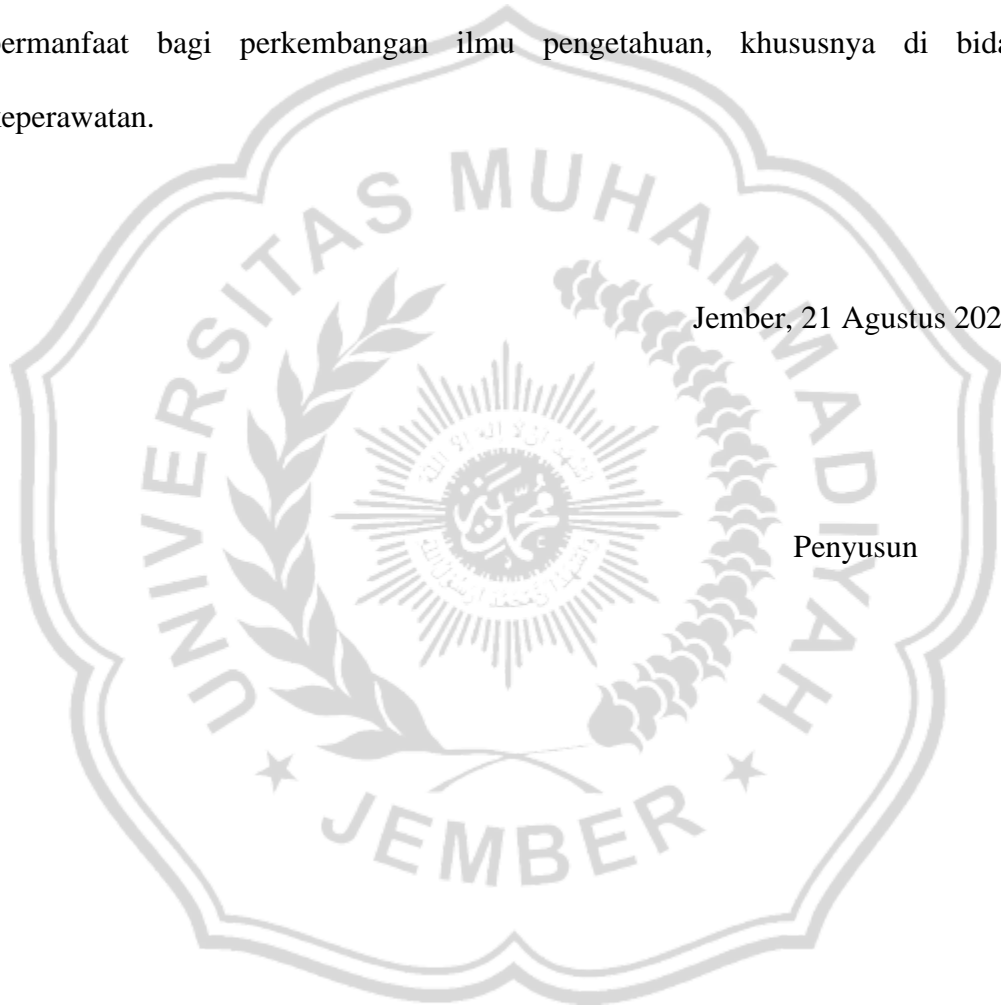 bermanfaat bagi perkembangan ilmu pengetahuan, khususnya di bida
keperawatan.
Jember, 21 Agustus 202
Penyusun
UNIVERSITAS MUHAMMADIYAH
JEMBER